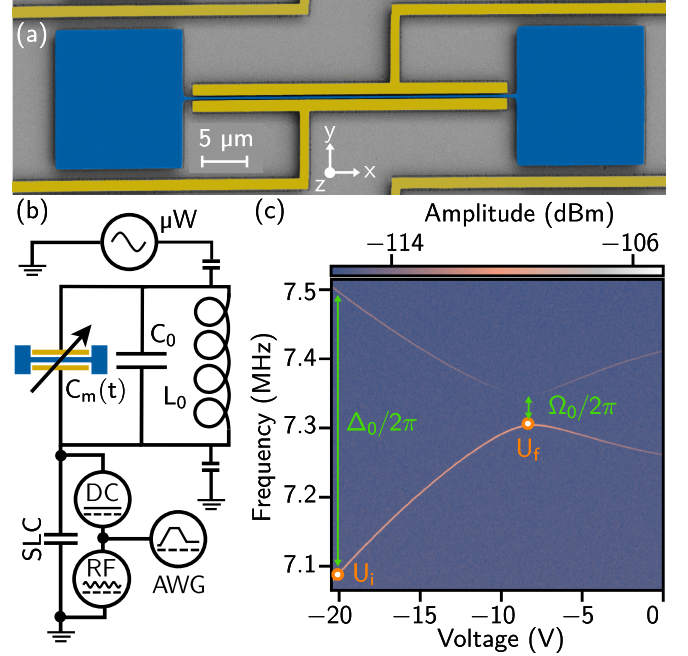 (a)
5 μm
y
x
z
(b)
μW
C₀
Cₘ(t)
L₀
SLC
DC
RF
AWG
(c)
Amplitude (dBm)
−114
−106
7.5
7.4
7.3
7.2
7.1
Frequency (MHz)
Δ₀/2π
Ω₀/2π
U_f
U_i
−20
−15
−10
−5
0
Voltage (V)